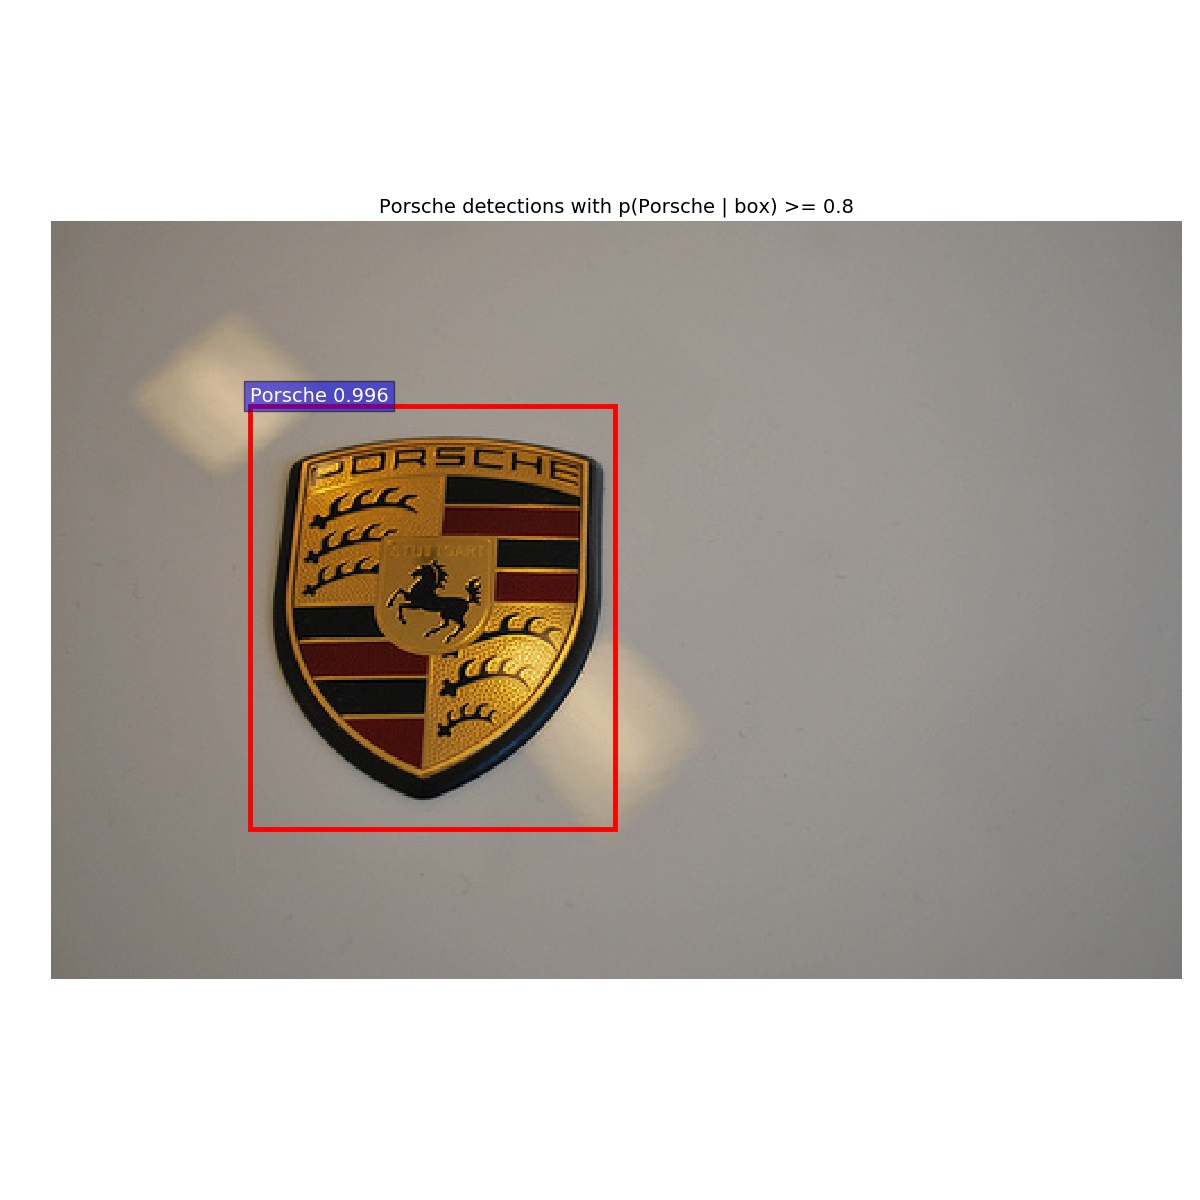 Porsche detections with p(Porsche | box) >= 0.8
Porsche 0.996
PORSCHE
STUTTGART